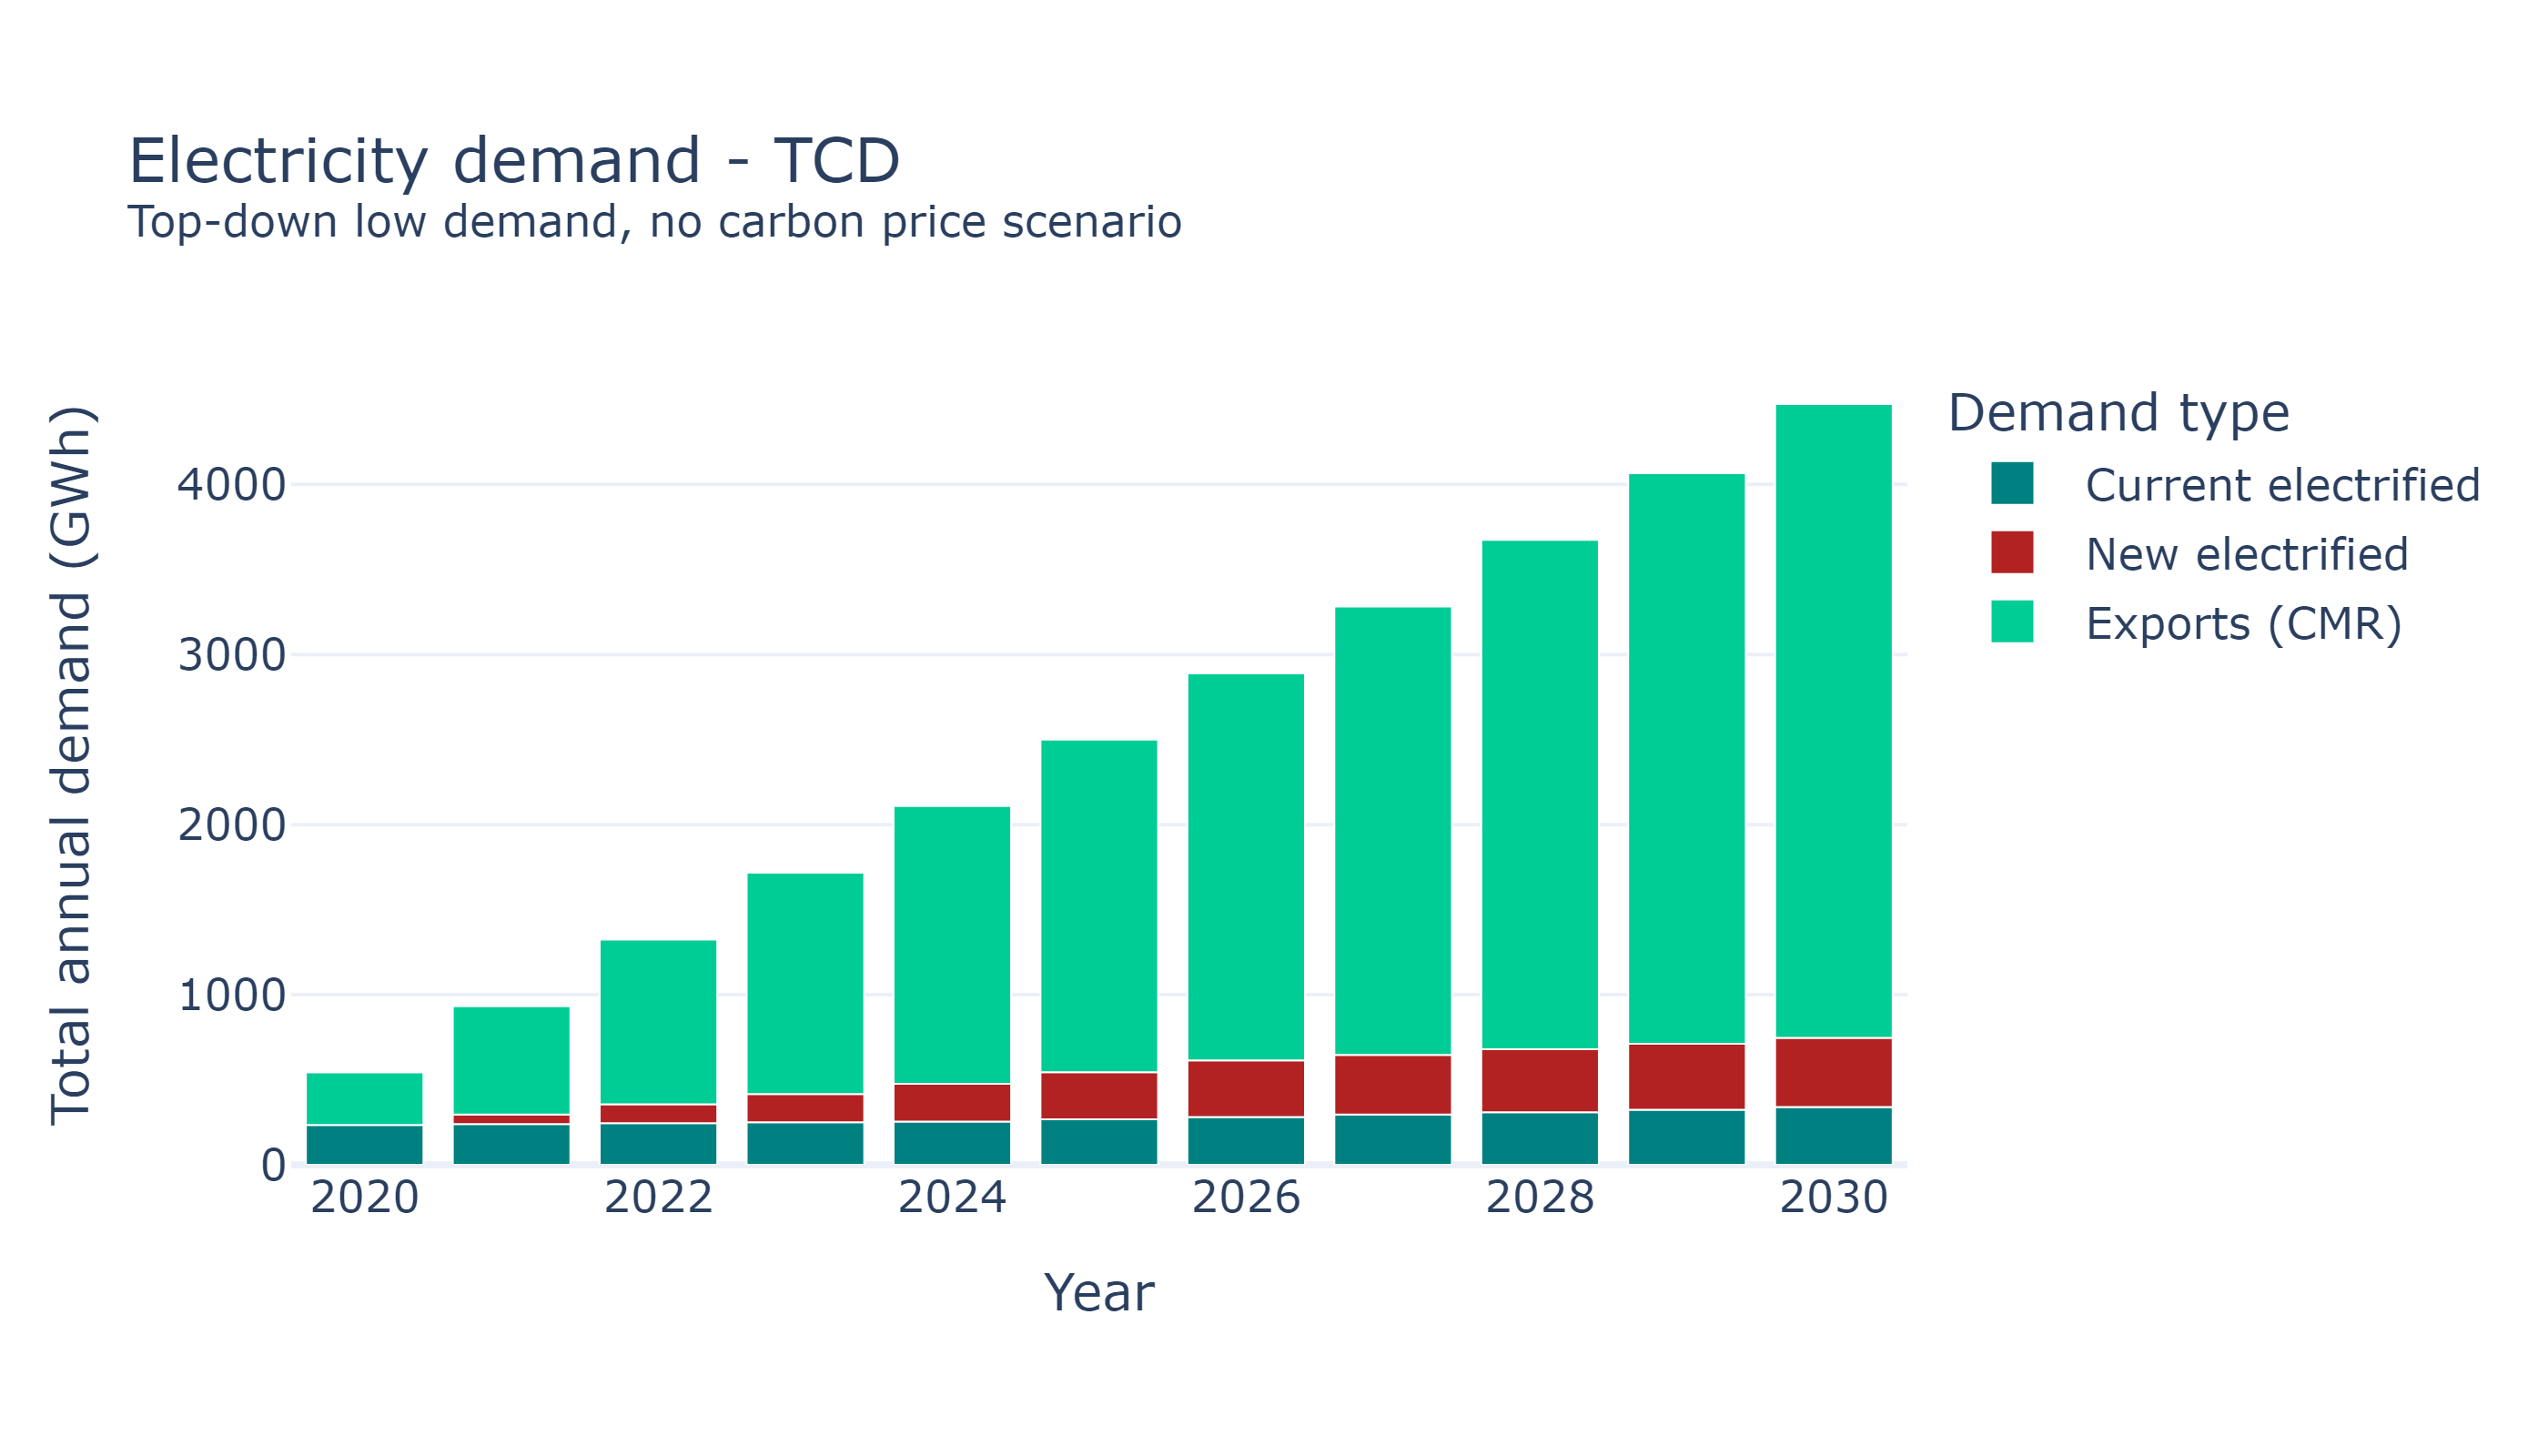 Electricity demand - TCD
Top-down low demand, no carbon price scenario
Total annual demand (GWh)
4000
3000
2000
1000
0
2020 2022 2024 2026 2028 2030
Year
Demand type
Current electrified
New electrified
Exports (CMR)